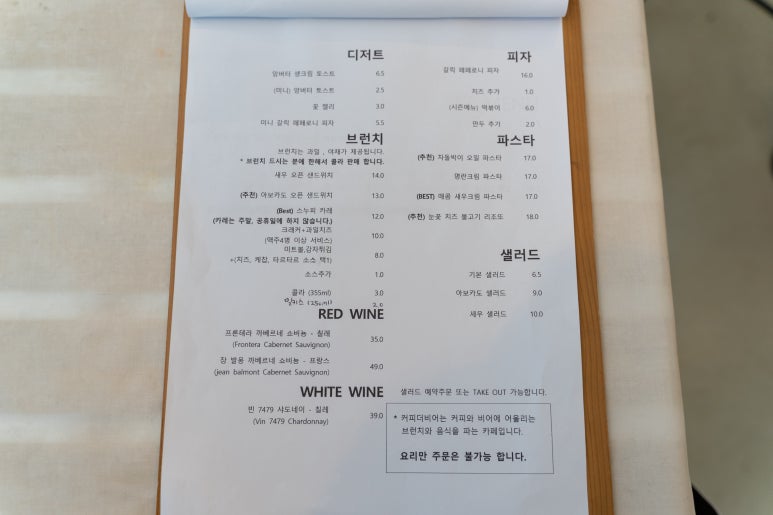 디저트
앙버터 생크림 토스트 6.5
(미니) 앙버터 토스트 2.5
꽃 젤리 3.0
미니 갈릭 페페로니 피자 5.5
브런치
브런치는 과일 , 야채가 제공됩니다.
* 브런치 드시는 분에 한해서 콜라 판매 합니다.
새우 오픈 샌드위치 14.0
(추천) 아보카도 오픈 샌드위치 17.0
(Best) 스누피 카레 12.0
(카레는 주말, 공휴일에 하지 않습니다.)
크래커+과일치즈 10.0
(맥주4병 이상 서비스)
미트볼,감자튀김 8.0
+(치즈, 케찹, 타르타르 소스 택1)
소스추가 1.0
콜라 (355ml) 3.0
밀키스 (250ml) 2.0
RED WINE
프론테라 까베르네 쇼비뇽 - 칠레 35.0
(Frontera Cabernet Sauvignon)
장 발몽 까베르네 쇼비뇽 - 프랑스 49.0
(jean balmont Cabernet Sauvignon)
WHITE WINE
빈 7479 샤도네이 - 칠레 39.0
(Vin 7479 Chardonnay)
피자
갈릭 페페로니 피자 16.0
치즈 추가 1.0
(시즌메뉴) 떡볶이 6.0
만두 추가 2.0
파스타
(추천) 차돌박이 오일 파스타 17.0
명란크림 파스타 17.0
(BEST) 매콤 새우크림 파스타 17.0
(추천) 눈꽃 치즈 불고기 리조또 18.0
샐러드
기본 샐러드 6.5
아보카도 샐러드 9.0
새우 샐러드 10.0
샐러드 예약주문 또는 TAKE OUT 가능합니다.
* 커피더비어는 커피와 비어에 어울리는
브런치와 음식을 파는 카페입니다.
요리만 주문은 불가능 합니다.